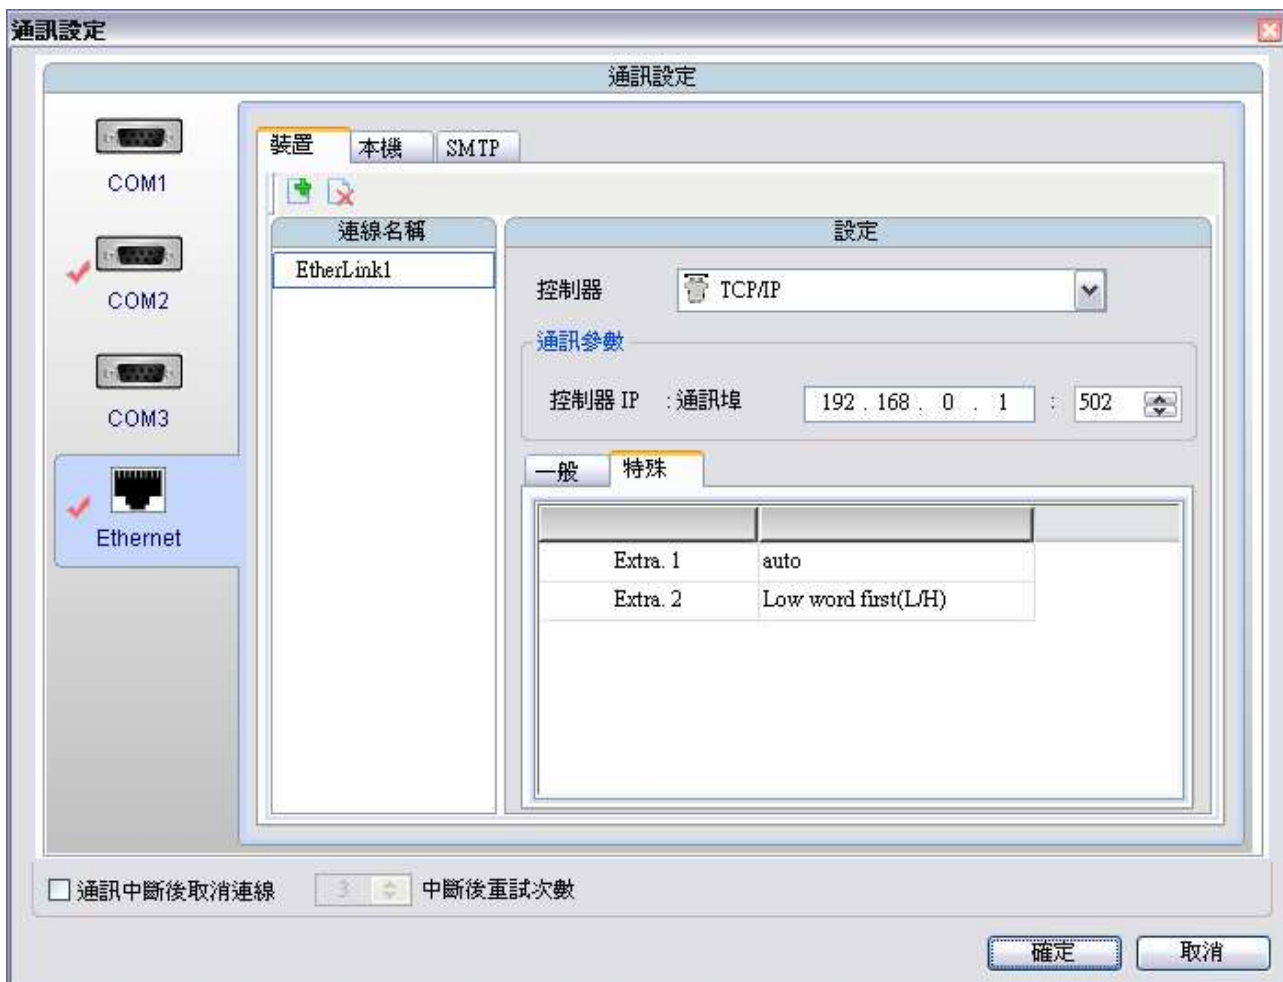 通訊設定
通訊設定
COM1
COM2
COM3
Ethernet
裝置 本機 SMTP
連線名稱
EtherLink1
設定
控制器 TCP/IP
通訊參數
控制器 IP :通訊埠 192 . 168 . 0 . 1 : 502
一般 特殊
Extra. 1 auto
Extra. 2 Low word first(L/H)
通訊中斷後取消連線 3 中斷後重試次數
確定 取消